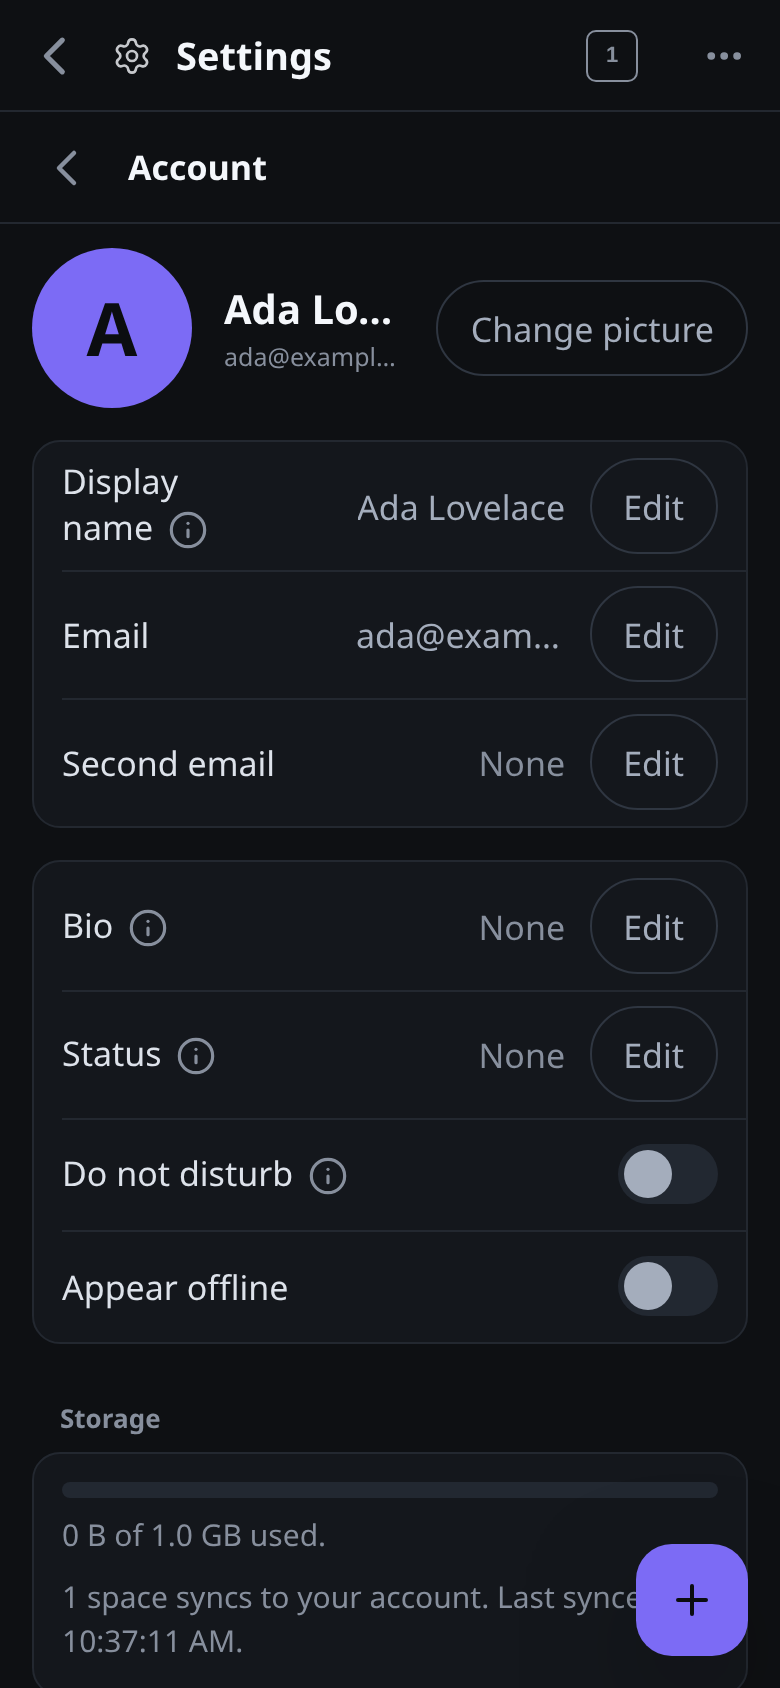 Settings
1
Account
A
Ada Lo...
ada@exampl...
Change picture
Display
name
Ada Lovelace
Edit
Email
ada@exam...
Edit
Second email
None
Edit
Bio
None
Edit
Status
None
Edit
Do not disturb
Appear offline
Storage
0 B of 1.0 GB used.
1 space syncs to your account. Last
10:37:11 AM.